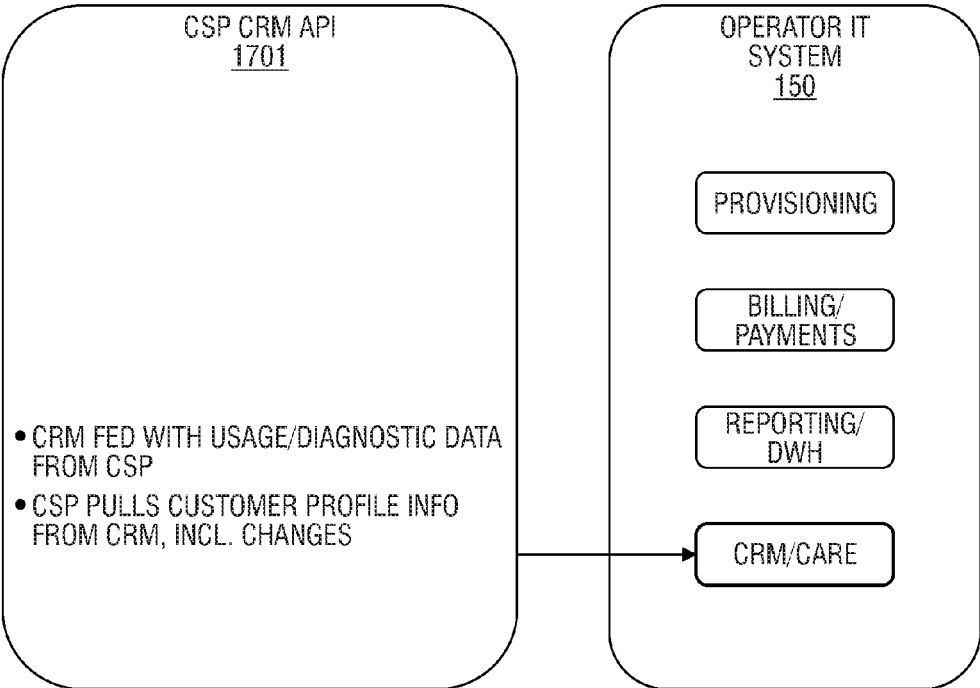 CSP CRM API
1701
• CRM FED WITH USAGE/DIAGNOSTIC DATA
FROM CSP
• CSP PULLS CUSTOMER PROFILE INFO
FROM CRM, INCL. CHANGES
OPERATOR IT
SYSTEM
150
PROVISIONING
BILLING/
PAYMENTS
REPORTING/
DWH
CRM/CARE